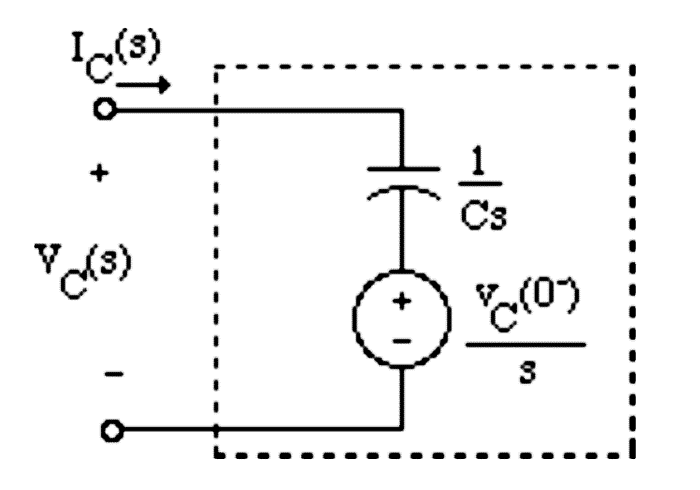 I_C(s)
+
1
Cs
V_C(s)
+
v_C(0⁻)
−
s
−